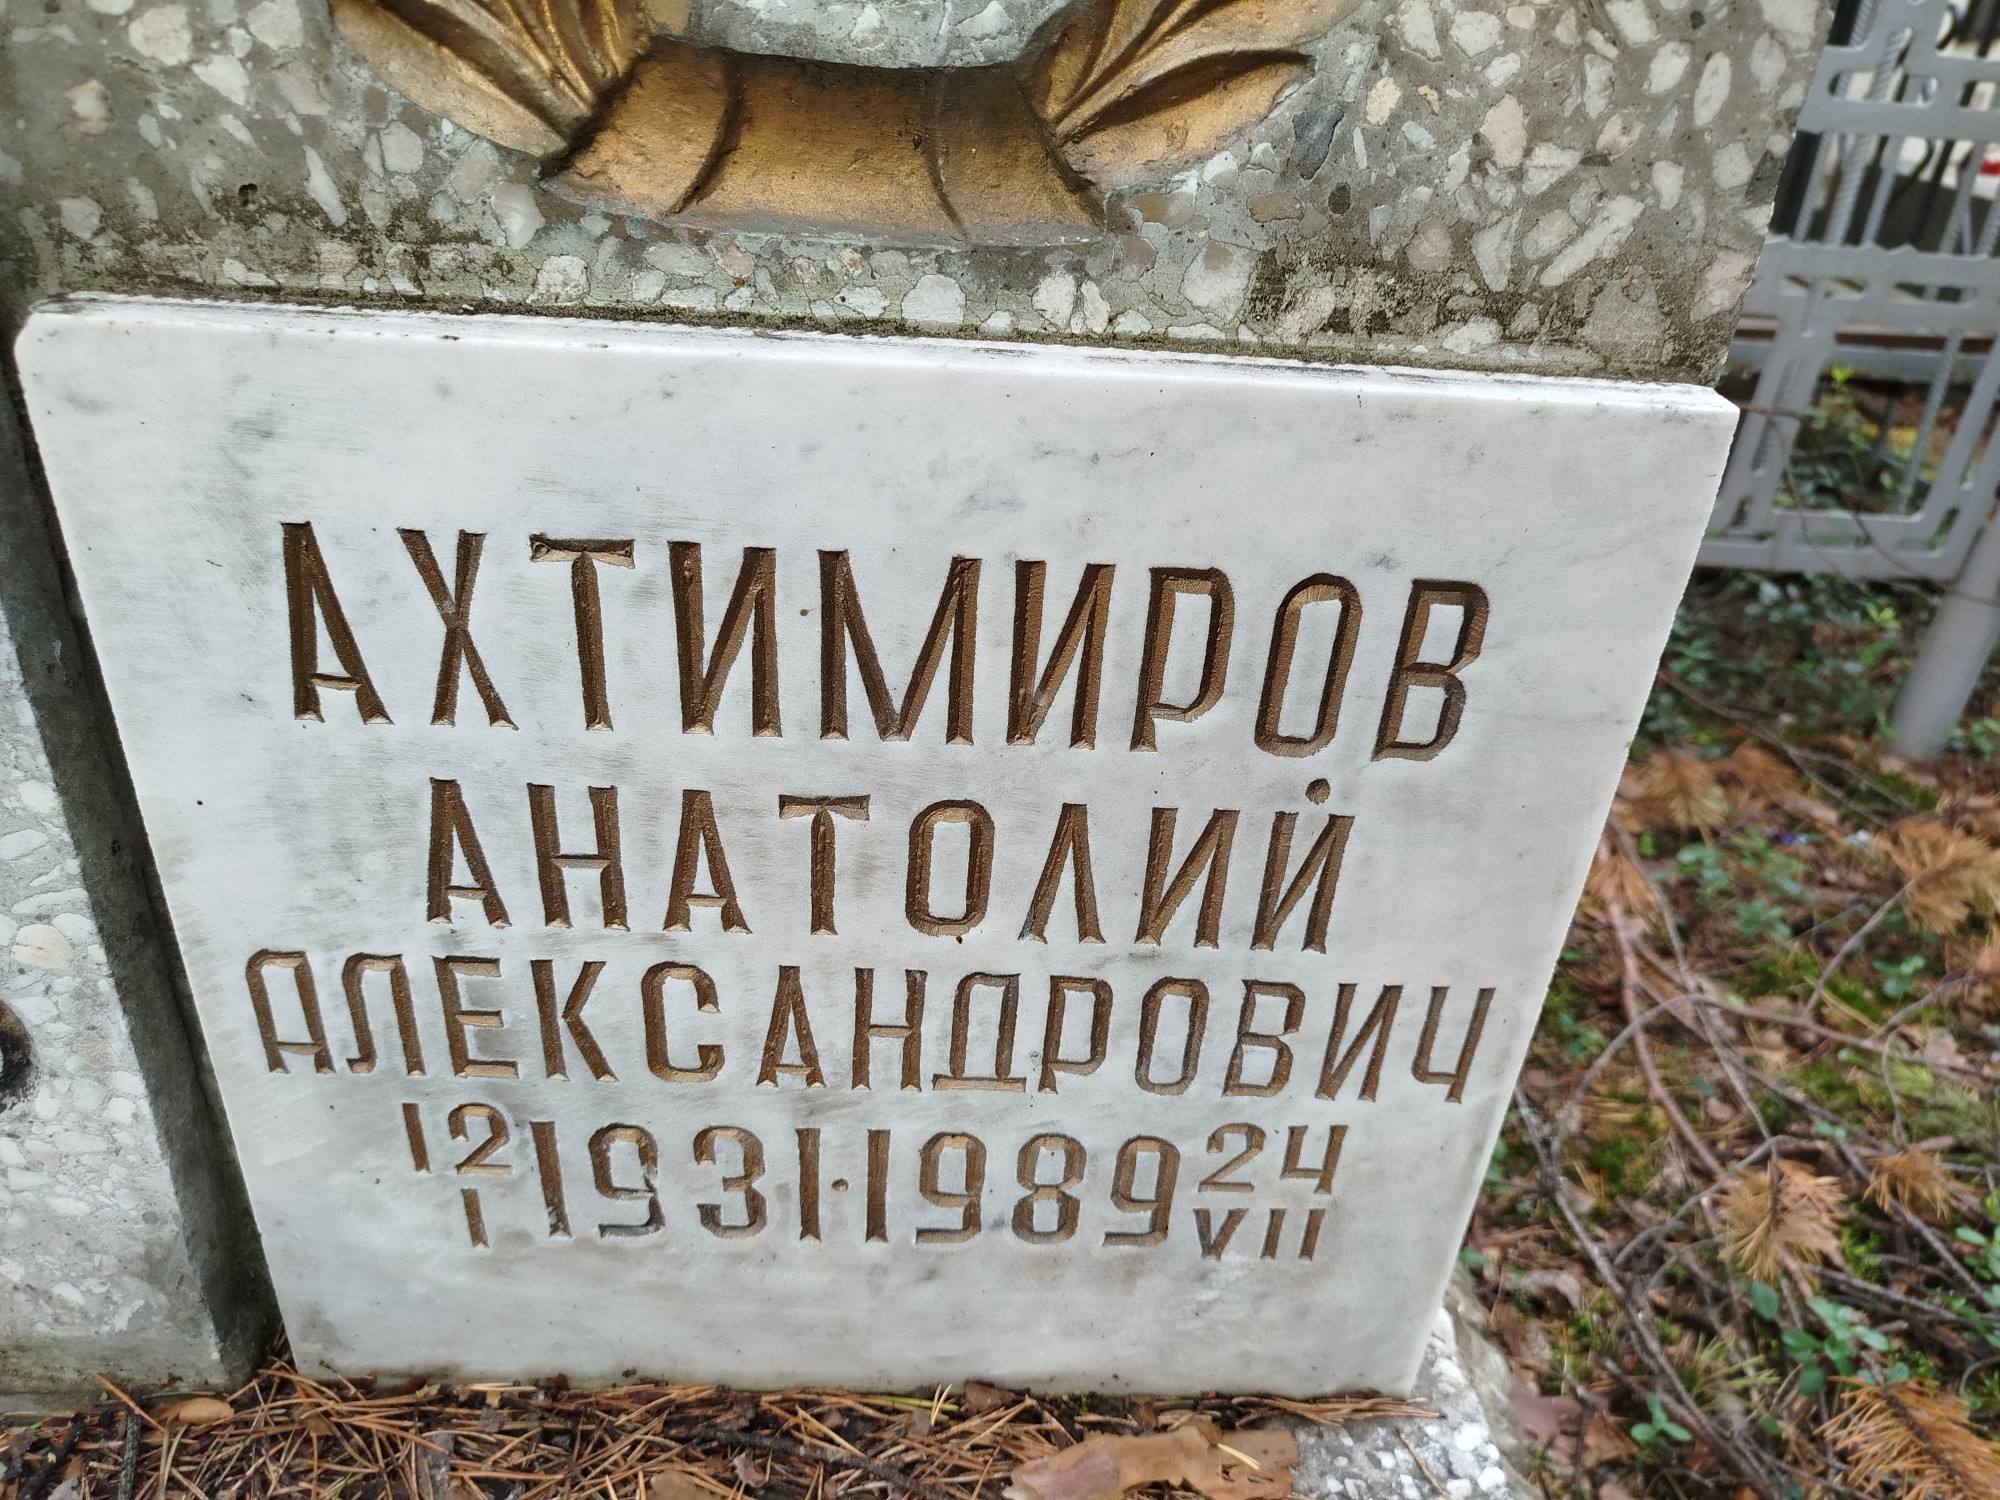 АХТИМИРОВ
АНАТОЛИЙ
АЛЕКСАНДРОВИЧ
12/I 1931·1989 24/VII